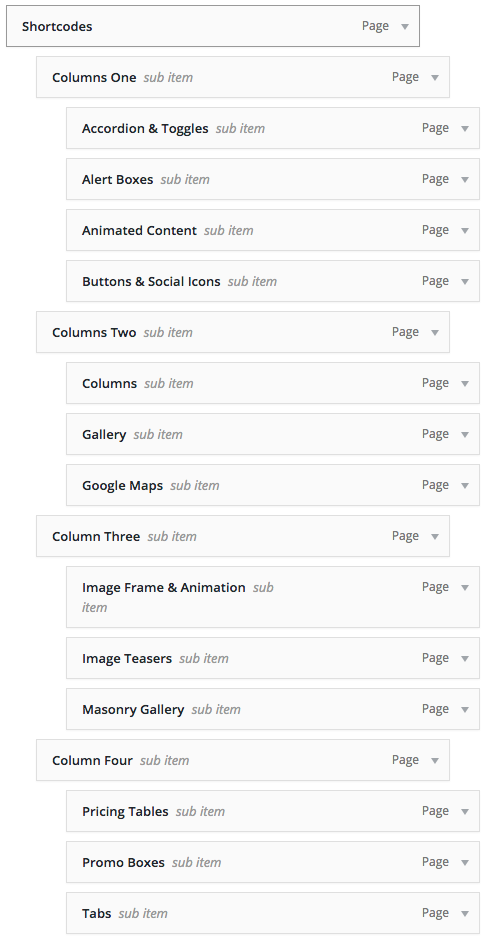 Shortcodes Page
Columns One sub item Page
Accordion & Toggles sub item Page
Alert Boxes sub item Page
Animated Content sub item Page
Buttons & Social Icons sub item Page
Columns Two sub item Page
Columns sub item Page
Gallery sub item Page
Google Maps sub item Page
Column Three sub item Page
Image Frame & Animation sub Page
item
Image Teasers sub item Page
Masonry Gallery sub item Page
Column Four sub item Page
Pricing Tables sub item Page
Promo Boxes sub item Page
Tabs sub item Page